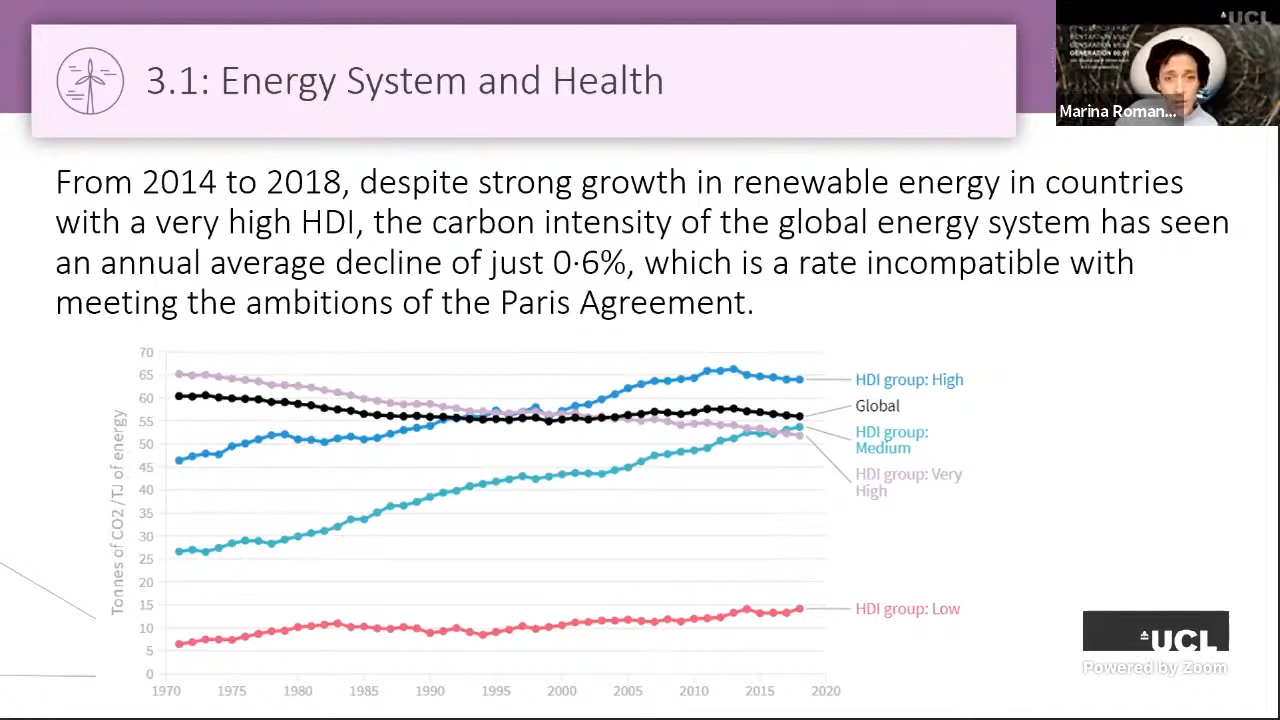 3.1: Energy System and Health
UCL
GENERATION 01:02
Marina Roman...
From 2014 to 2018, despite strong growth in renewable energy in countries
with a very high HDI, the carbon intensity of the global energy system has seen
an annual average decline of just 0·6%, which is a rate incompatible with
meeting the ambitions of the Paris Agreement.
Tonnes of CO2 /TJ of energy
70
65
60
55
50
45
40
35
30
25
20
15
10
5
0
1970 1975 1980 1985 1990 1995 2000 2005 2010 2015 2020
HDI group: High
Global
HDI group:
Medium
HDI group: Very
High
HDI group: Low
UCL
Powered by Zoom